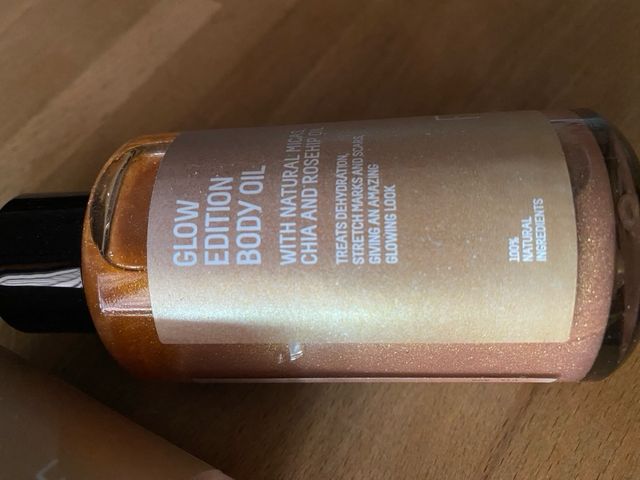 GLOW
EDITION
BODY OIL
WITH NATURAL MICAS,
CHIA AND ROSEHIP OIL
TREATS DEHYDRATION,
STRETCH MARKS AND SCARS,
GIVING AN AMAZING
GLOWING LOOK
100%
NATURAL
INGREDIENTS